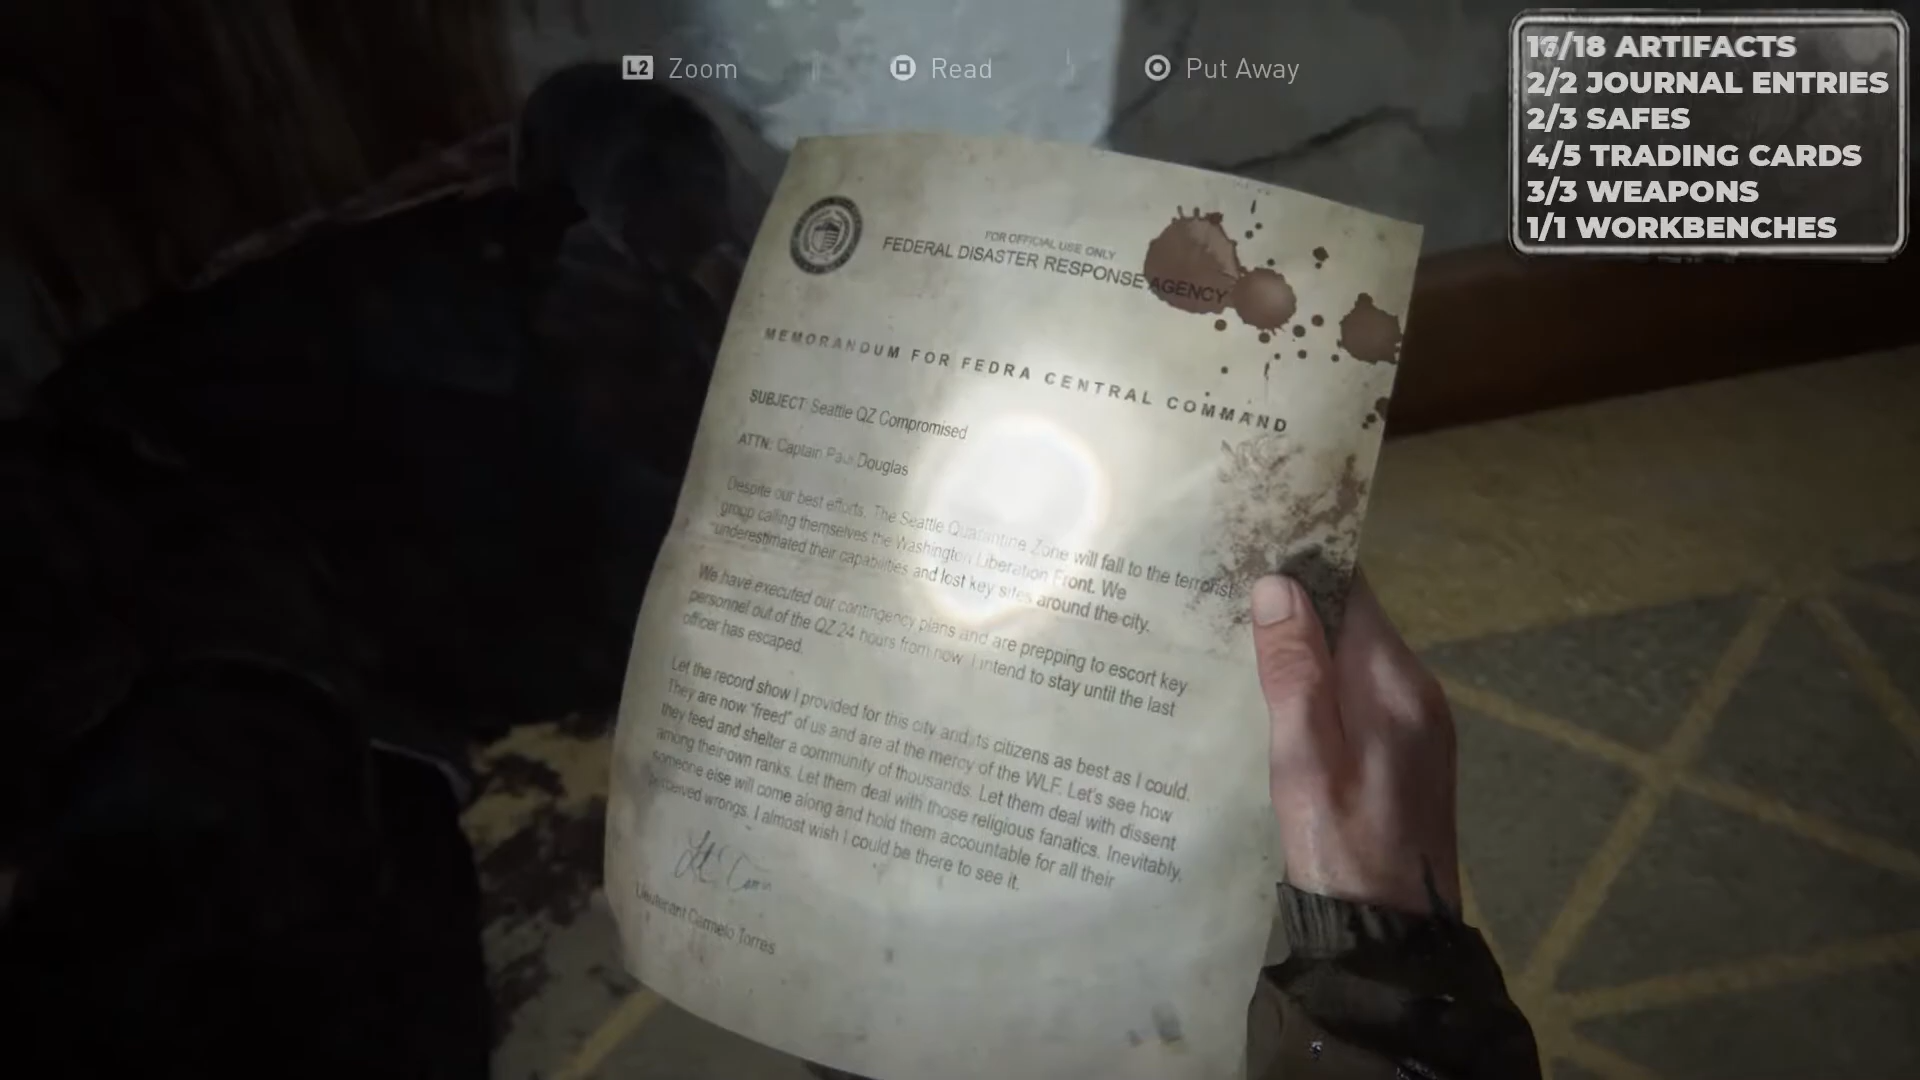 L2 Zoom
Read
Put Away
/18 ARTIFACTS
2/2 JOURNAL ENTRIES
2/3 SAFES
4/5 TRADING CARDS
3/3 WEAPONS
1/1 WORKBENCHES
FOR OFFICIAL USE ONLY
FEDERAL DISASTER RESPONSE AGENCY
MEMORANDUM FOR FEDRA CENTRAL COMMAND
SUBJECT: Seattle QZ Compromised
ATTN: Captain Paul Douglas
Despite our best efforts, The Seattle Quarantine Zone will fall to the terrorist
group calling themselves the Washington Liberation Front. We
underestimated their capabilities and lost key sites around the city.
We have executed our contingency plans and are prepping to escort key
personnel out of the QZ 24 hours from now. I intend to stay until the last
officer has escaped.
Let the record show I provided for this city and its citizens as best as I could.
They are now "freed" of us and are at the mercy of the WLF. Let's see how
they feed and shelter a community of thousands. Let them deal with dissent
among their own ranks. Let them deal with those religious fanatics. Inevitably,
someone else will come along and hold them accountable for all their
perceived wrongs. I almost wish I could be there to see it.
Lieutenant Carmelo Torres